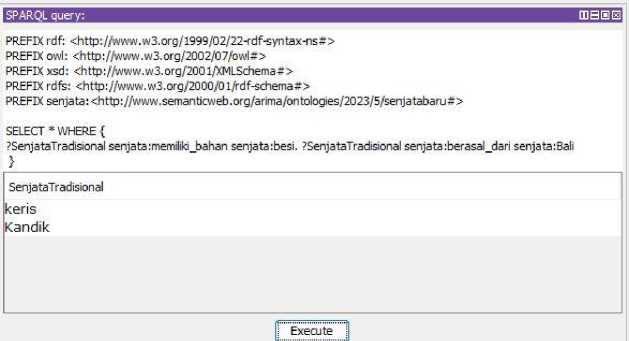 SPARQL query:
PREFIX rdf: <http://www.w3.org/1999/02/22-rdf-syntax-ns#>
PREFIX owl: <http://www.w3.org/2002/07/owl#>
PREFIX xsd: <http://www.w3.org/2001/XMLSchema#>
PREFIX rdfs: <http://www.w3.org/2000/01/rdf-schema#>
PREFIX senjata:<http://www.semanticweb.org/arima/ontologies/2023/5/senjatabaru#>
SELECT * WHERE {
?SenjataTradisional senjata:memiliki_bahan senjata:besi. ?SenjataTradisional senjata:berasal_dari senjata:Bali
}
SenjataTradisional
keris
Kandik
Execute